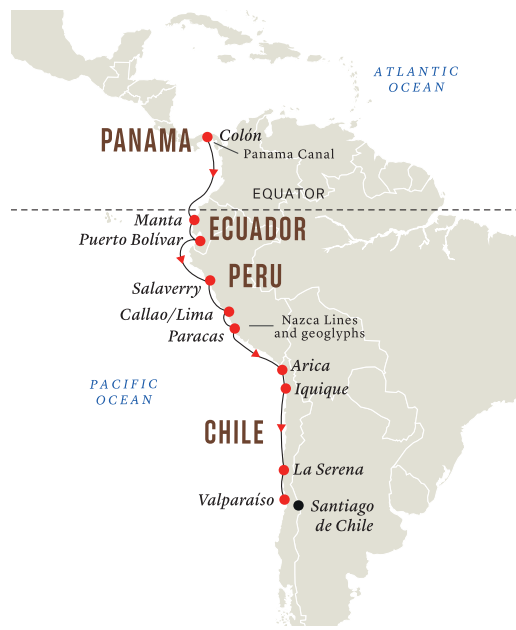 ATLANTIC
OCEAN
PANAMA
Colón
Panama Canal
EQUATOR
Manta
ECUADOR
Puerto Bolívar
PERU
Salaverry
Callao/Lima
Nazca Lines
and geoglyphs
Paracas
Arica
PACIFIC
OCEAN
Iquique
CHILE
La Serena
Valparaíso
Santiago
de Chile